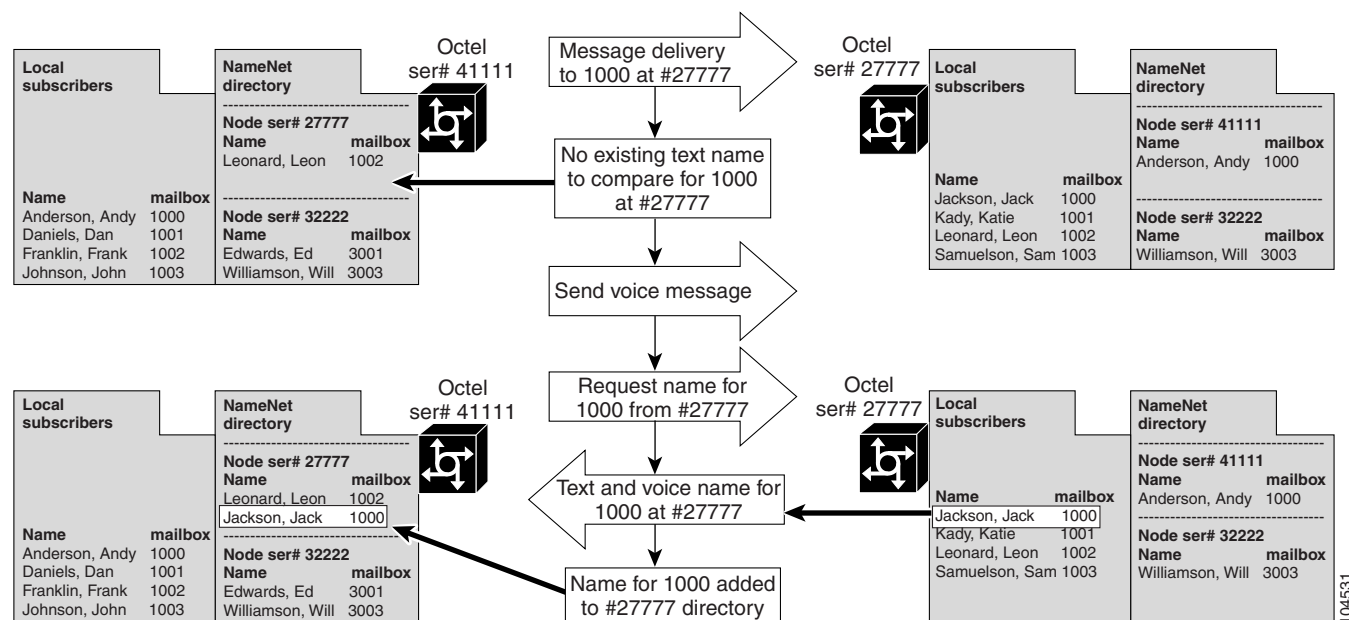 Local
subscribers
Name mailbox
Anderson, Andy 1000
Daniels, Dan 1001
Franklin, Frank 1002
Johnson, John 1003
NameNet
directory
Node ser# 27777
Name mailbox
Leonard, Leon 1002
Node ser# 32222
Name mailbox
Edwards, Ed 3001
Williamson, Will 3003
Octel
ser# 41111
Message delivery
to 1000 at #27777
No existing text name
to compare for 1000
at #27777
Send voice message
Octel
ser# 27777
Local
subscribers
Name mailbox
Jackson, Jack 1000
Kady, Katie 1001
Leonard, Leon 1002
Samuelson, Sam 1003
NameNet
directory
Node ser# 41111
Name mailbox
Anderson, Andy 1000
Node ser# 32222
Name mailbox
Williamson, Will 3003
Local
subscribers
Name mailbox
Anderson, Andy 1000
Daniels, Dan 1001
Franklin, Frank 1002
Johnson, John 1003
NameNet
directory
Node ser# 27777
Name mailbox
Leonard, Leon 1002
Jackson, Jack 1000
Node ser# 32222
Name mailbox
Edwards, Ed 3001
Williamson, Will 3003
Octel
ser# 41111
Request name for
1000 from #27777
Text and voice name for
1000 at #27777
Name for 1000 added
to #27777 directory
Octel
ser# 27777
Local
subscribers
Name mailbox
Jackson, Jack 1000
Kady, Katie 1001
Leonard, Leon 1002
Samuelson, Sam 1003
NameNet
directory
Node ser# 41111
Name mailbox
Anderson, Andy 1000
Node ser# 32222
Name mailbox
Williamson, Will 3003